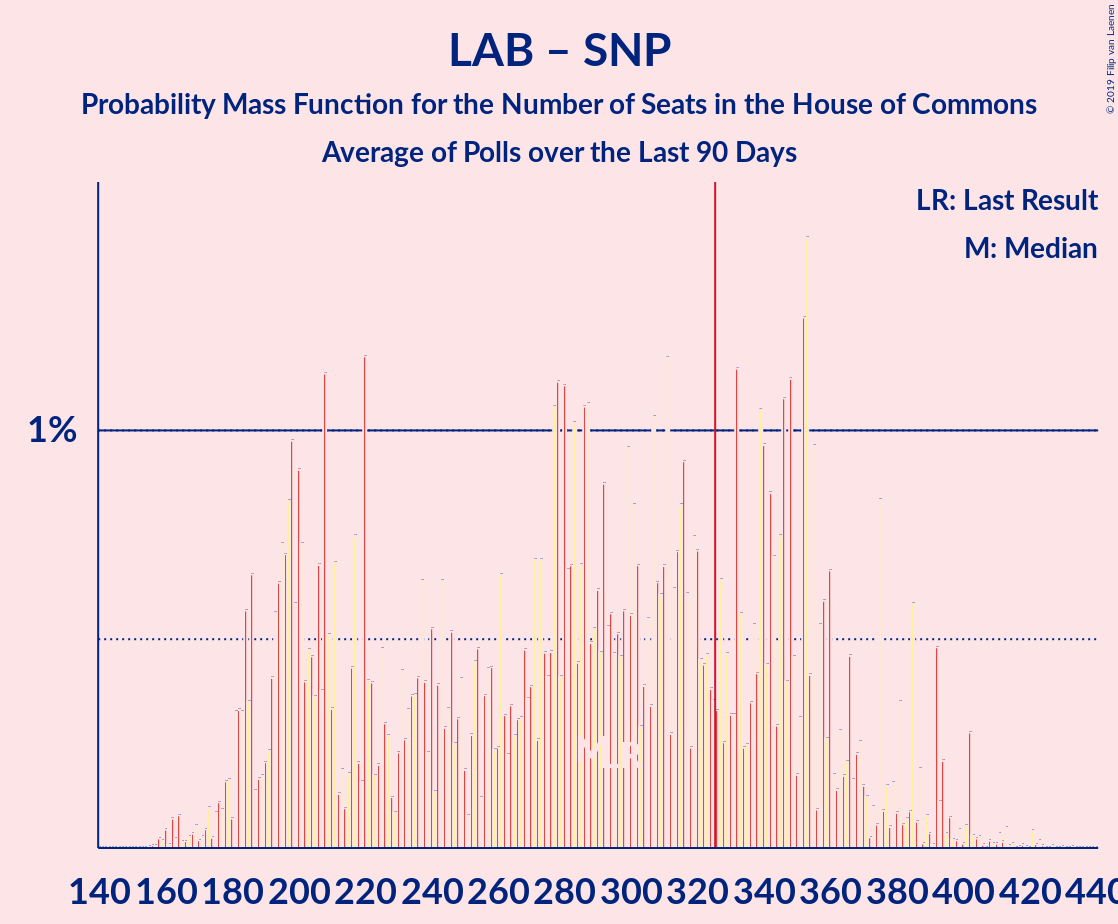 LAB – SNP
Probability Mass Function for the Number of Seats in the House of Commons
Average of Polls over the Last 90 Days
© 2019 Filip van Laenen
LR: Last Result
M: Median
1%
M LR
140 160 180 200 220 240 260 280 300 320 340 360 380 400 420 440